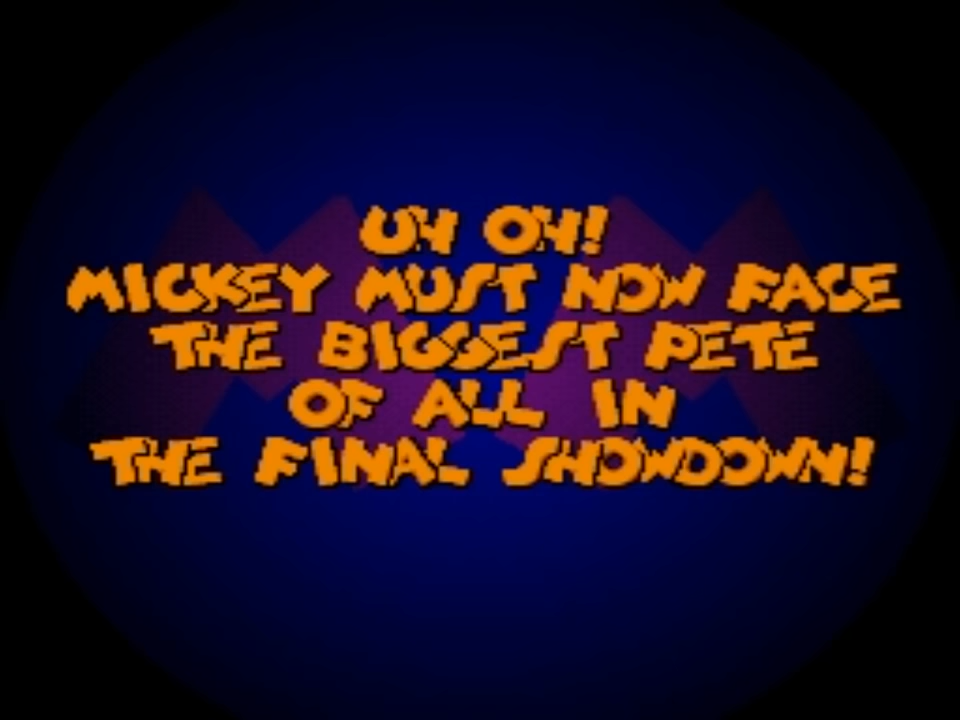 UH OH!
MICKEY MUST NOW FACE
THE BIGGEST PETE
OF ALL IN
THE FINAL SHOWDOWN!